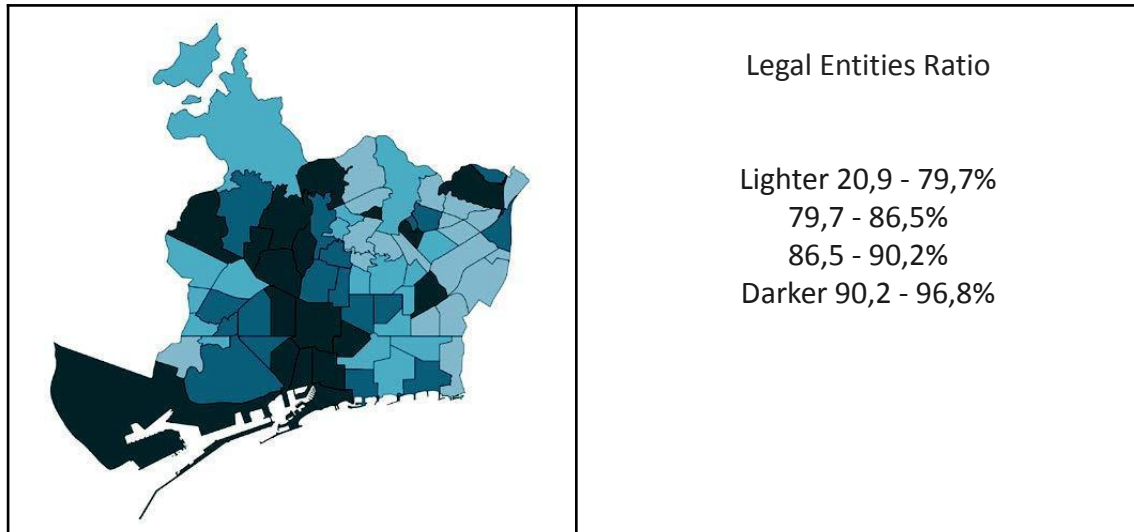 Legal Entities Ratio
Lighter 20,9 - 79,7%
79,7 - 86,5%
86,5 - 90,2%
Darker 90,2 - 96,8%